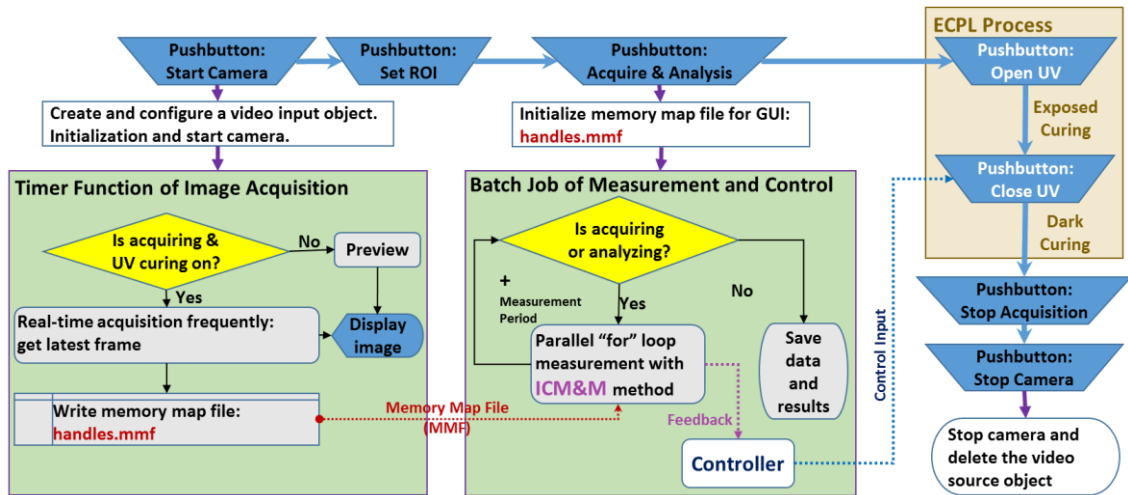 ECPL Process
Pushbutton:
Start Camera
Pushbutton:
Set ROI
Pushbutton:
Acquire & Analysis
Pushbutton:
Open UV
Create and configure a video input object.
Initialization and start camera.
Initialize memory map file for GUI:
handles.mmf
Exposed
Curing
Pushbutton:
Close UV
Dark
Curing
Timer Function of Image Acquisition
Is acquiring &
UV curing on?
No
Preview
Yes
Real-time acquisition frequently:
get latest frame
Display
image
Write memory map file:
handles.mmf
Memory Map File
(MMF)
Batch Job of Measurement and Control
Is acquiring
or analyzing?
+
Measurement
Period
Yes
No
Parallel “for” loop
measurement with
ICM&M method
Save
data
and
results
Feedback
Controller
Control Input
Pushbutton:
Stop Acquisition
Pushbutton:
Stop Camera
Stop camera and
delete the video
source object